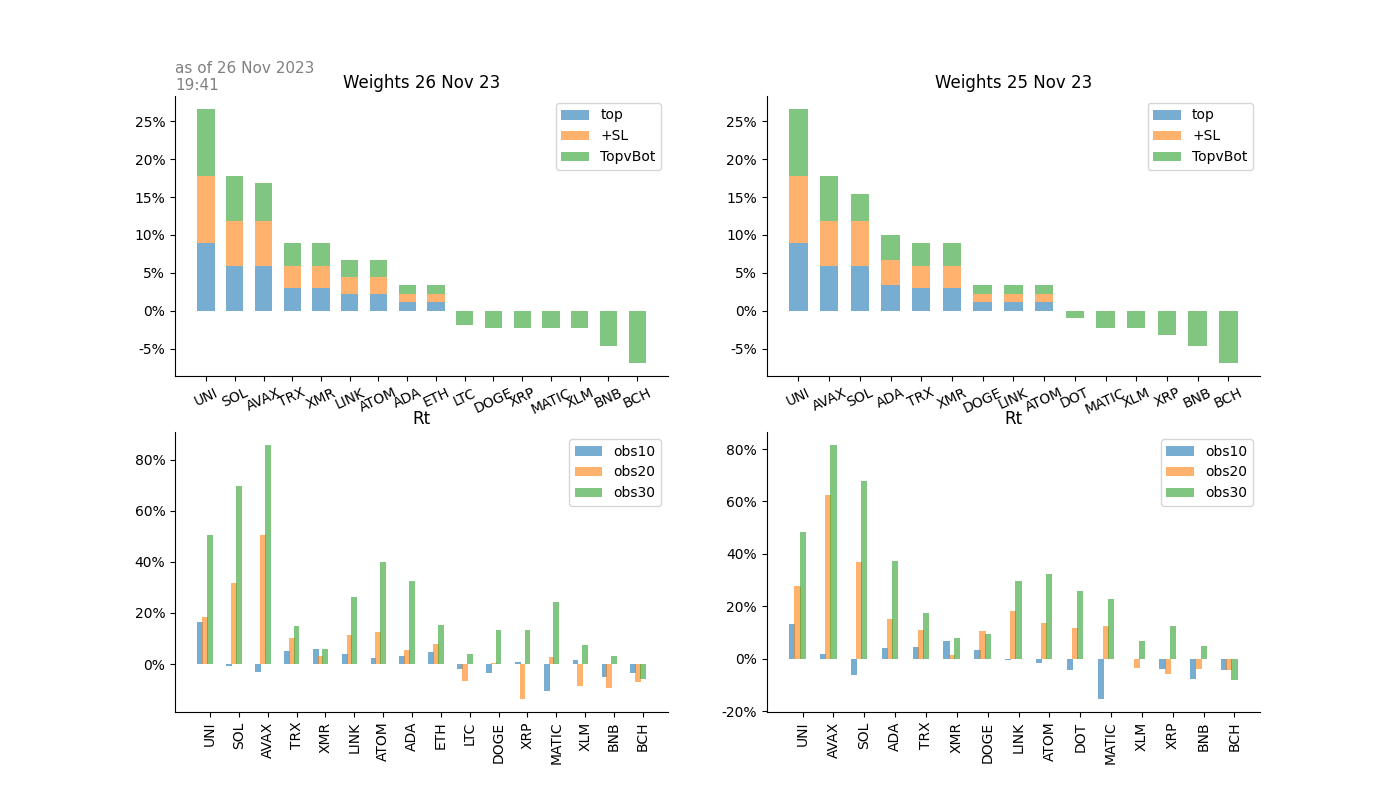 as of 26 Nov 2023
19:41
Weights 26 Nov 23
25%
20%
15%
10%
5%
0%
-5%
top
+SL
TopvBot
UNI SOL AVAX TRX XMR LINK ATOM ADA ETH LTC DOGE XRP MATIC XLM BNB BCH
Weights 25 Nov 23
25%
20%
15%
10%
5%
0%
-5%
top
+SL
TopvBot
UNI AVAX SOL ADA TRX XMR DOGE LINK ATOM DOT MATIC XLM XRP BNB BCH
Rt
80%
60%
40%
20%
0%
obs10
obs20
obs30
UNI SOL AVAX TRX XMR LINK ATOM ADA ETH LTC DOGE XRP MATIC XLM BNB BCH
Rt
80%
60%
40%
20%
0%
-20%
obs10
obs20
obs30
UNI AVAX SOL ADA TRX XMR DOGE LINK ATOM DOT MATIC XLM XRP BNB BCH